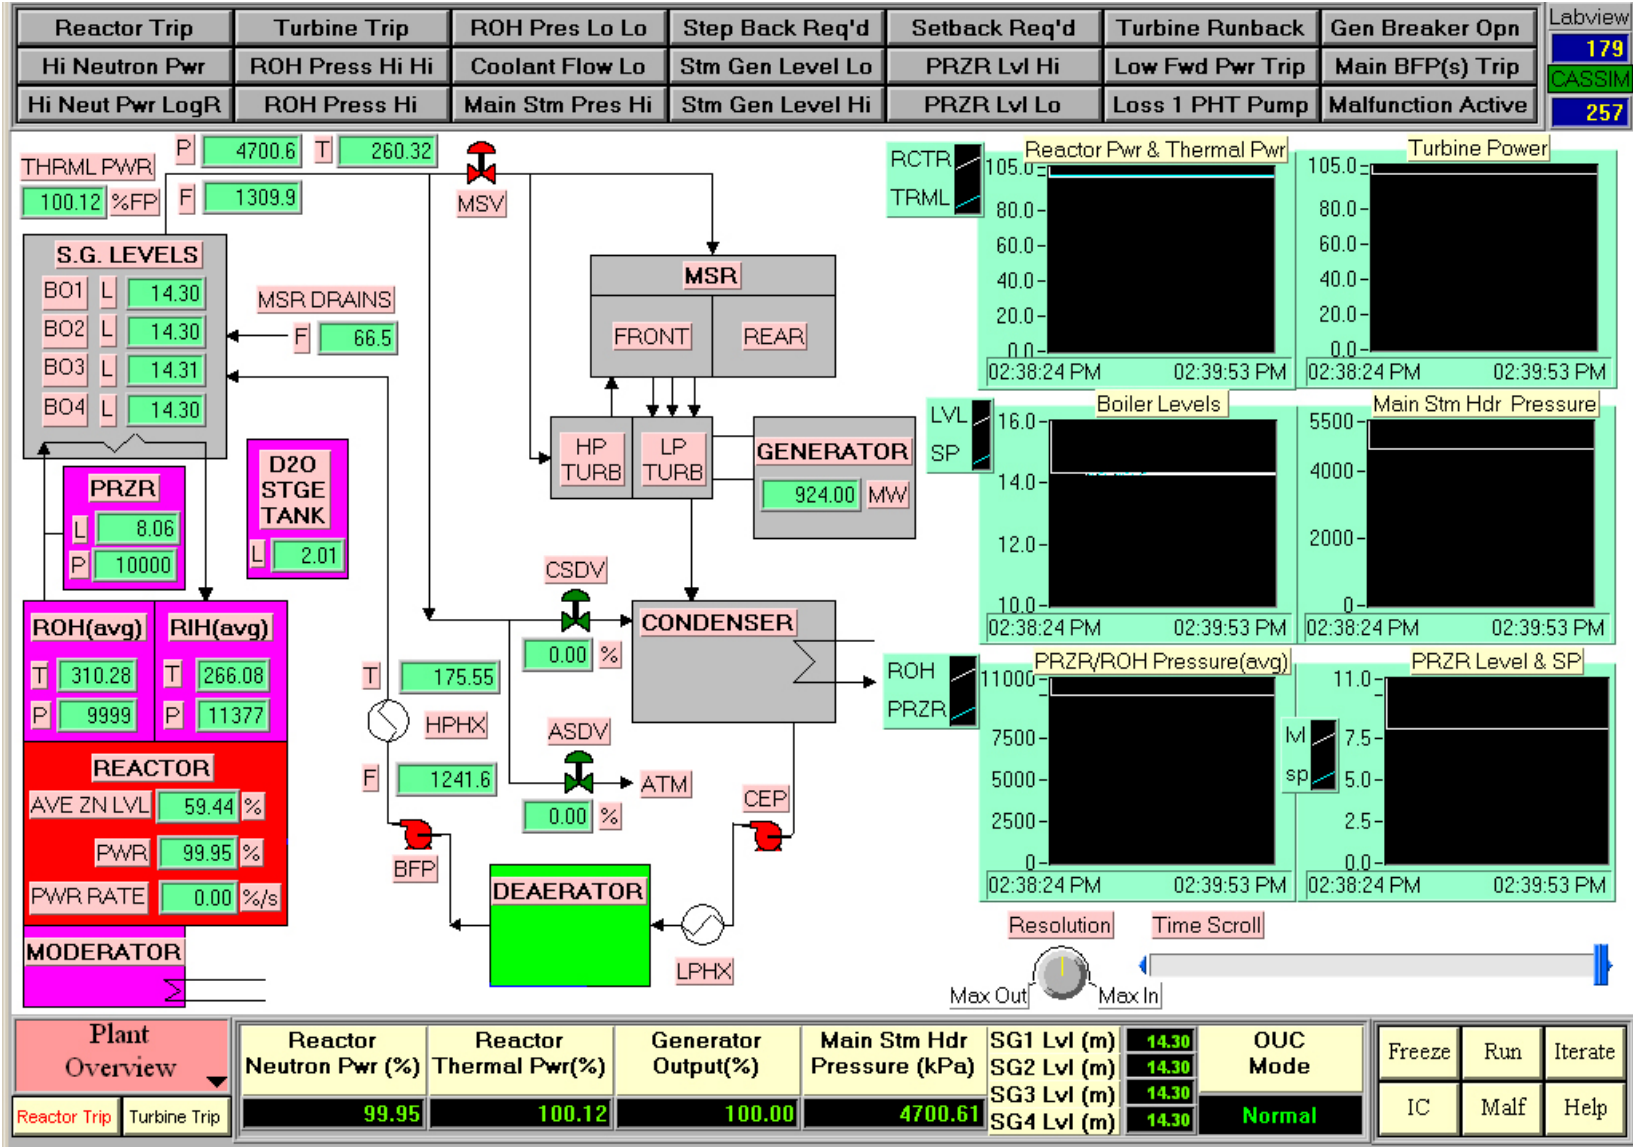 Reactor Trip
Turbine Trip
ROH Pres Lo Lo
Step Back Req'd
Setback Req'd
Turbine Runback
Gen Breaker Opn
Labview
179
Hi Neutron Pwr
ROH Press Hi Hi
Coolant Flow Lo
Stm Gen Level Lo
PRZR Lvl Hi
Low Fwd Pwr Trip
Main BFP(s) Trip
CASSIM
257
Hi Neut Pwr LogR
ROH Press Hi
Main Stm Pres Hi
Stm Gen Level Hi
PRZR Lvl Lo
Loss 1 PHT Pump
Malfunction Active
P 4700.6 T 260.32
THRML PWR
100.12 %FP F 1309.9
MSV
S.G. LEVELS
BO1 L 14.30
BO2 L 14.30
BO3 L 14.31
BO4 L 14.30
MSR DRAINS
F 66.5
MSR
FRONT
REAR
HP
TURB
LP
TURB
GENERATOR
924.00 MW
PRZR
L 8.06
P 10000
D2O
STGE
TANK
L 2.01
CSDV
0.00 %
CONDENSER
ROH(avg)
RIH(avg)
T 310.28 T 266.08
P 9999 P 11377
T 175.55
HPHX
F 1241.6
ASDV
ATM
0.00 %
CEP
BFP
REACTOR
AVE ZN LVL 59.44 %
PWR 99.95 %
PWR RATE 0.00 %/s
DEAERATOR
LPHX
MODERATOR
RCTR
TRML
Reactor Pwr & Thermal Pwr
105.0
80.0
60.0
40.0
20.0
0.0
02:38:24 PM 02:39:53 PM
Turbine Power
105.0
80.0
60.0
40.0
20.0
0.0
02:38:24 PM 02:39:53 PM
LVL
SP
Boiler Levels
16.0
14.0
12.0
10.0
02:38:24 PM 02:39:53 PM
Main Stm Hdr Pressure
5500
4000
2000
0
02:38:24 PM 02:39:53 PM
ROH
PRZR
PRZR/ROH Pressure(avg)
11000
7500
5000
2500
0
02:38:24 PM 02:39:53 PM
PRZR Level & SP
lvl
sp
11.0
7.5
5.0
2.5
0.0
02:38:24 PM 02:39:53 PM
Resolution
Max Out
Max In
Time Scroll
Plant
Overview
Reactor Trip
Turbine Trip
Reactor
Neutron Pwr (%)
99.95
Reactor
Thermal Pwr(%)
100.12
Generator
Output(%)
100.00
Main Stm Hdr
Pressure (kPa)
4700.61
SG1 Lvl (m) 14.30
SG2 Lvl (m) 14.30
SG3 Lvl (m) 14.30
SG4 Lvl (m) 14.30
OUC
Mode
Normal
Freeze
Run
Iterate
IC
Malf
Help